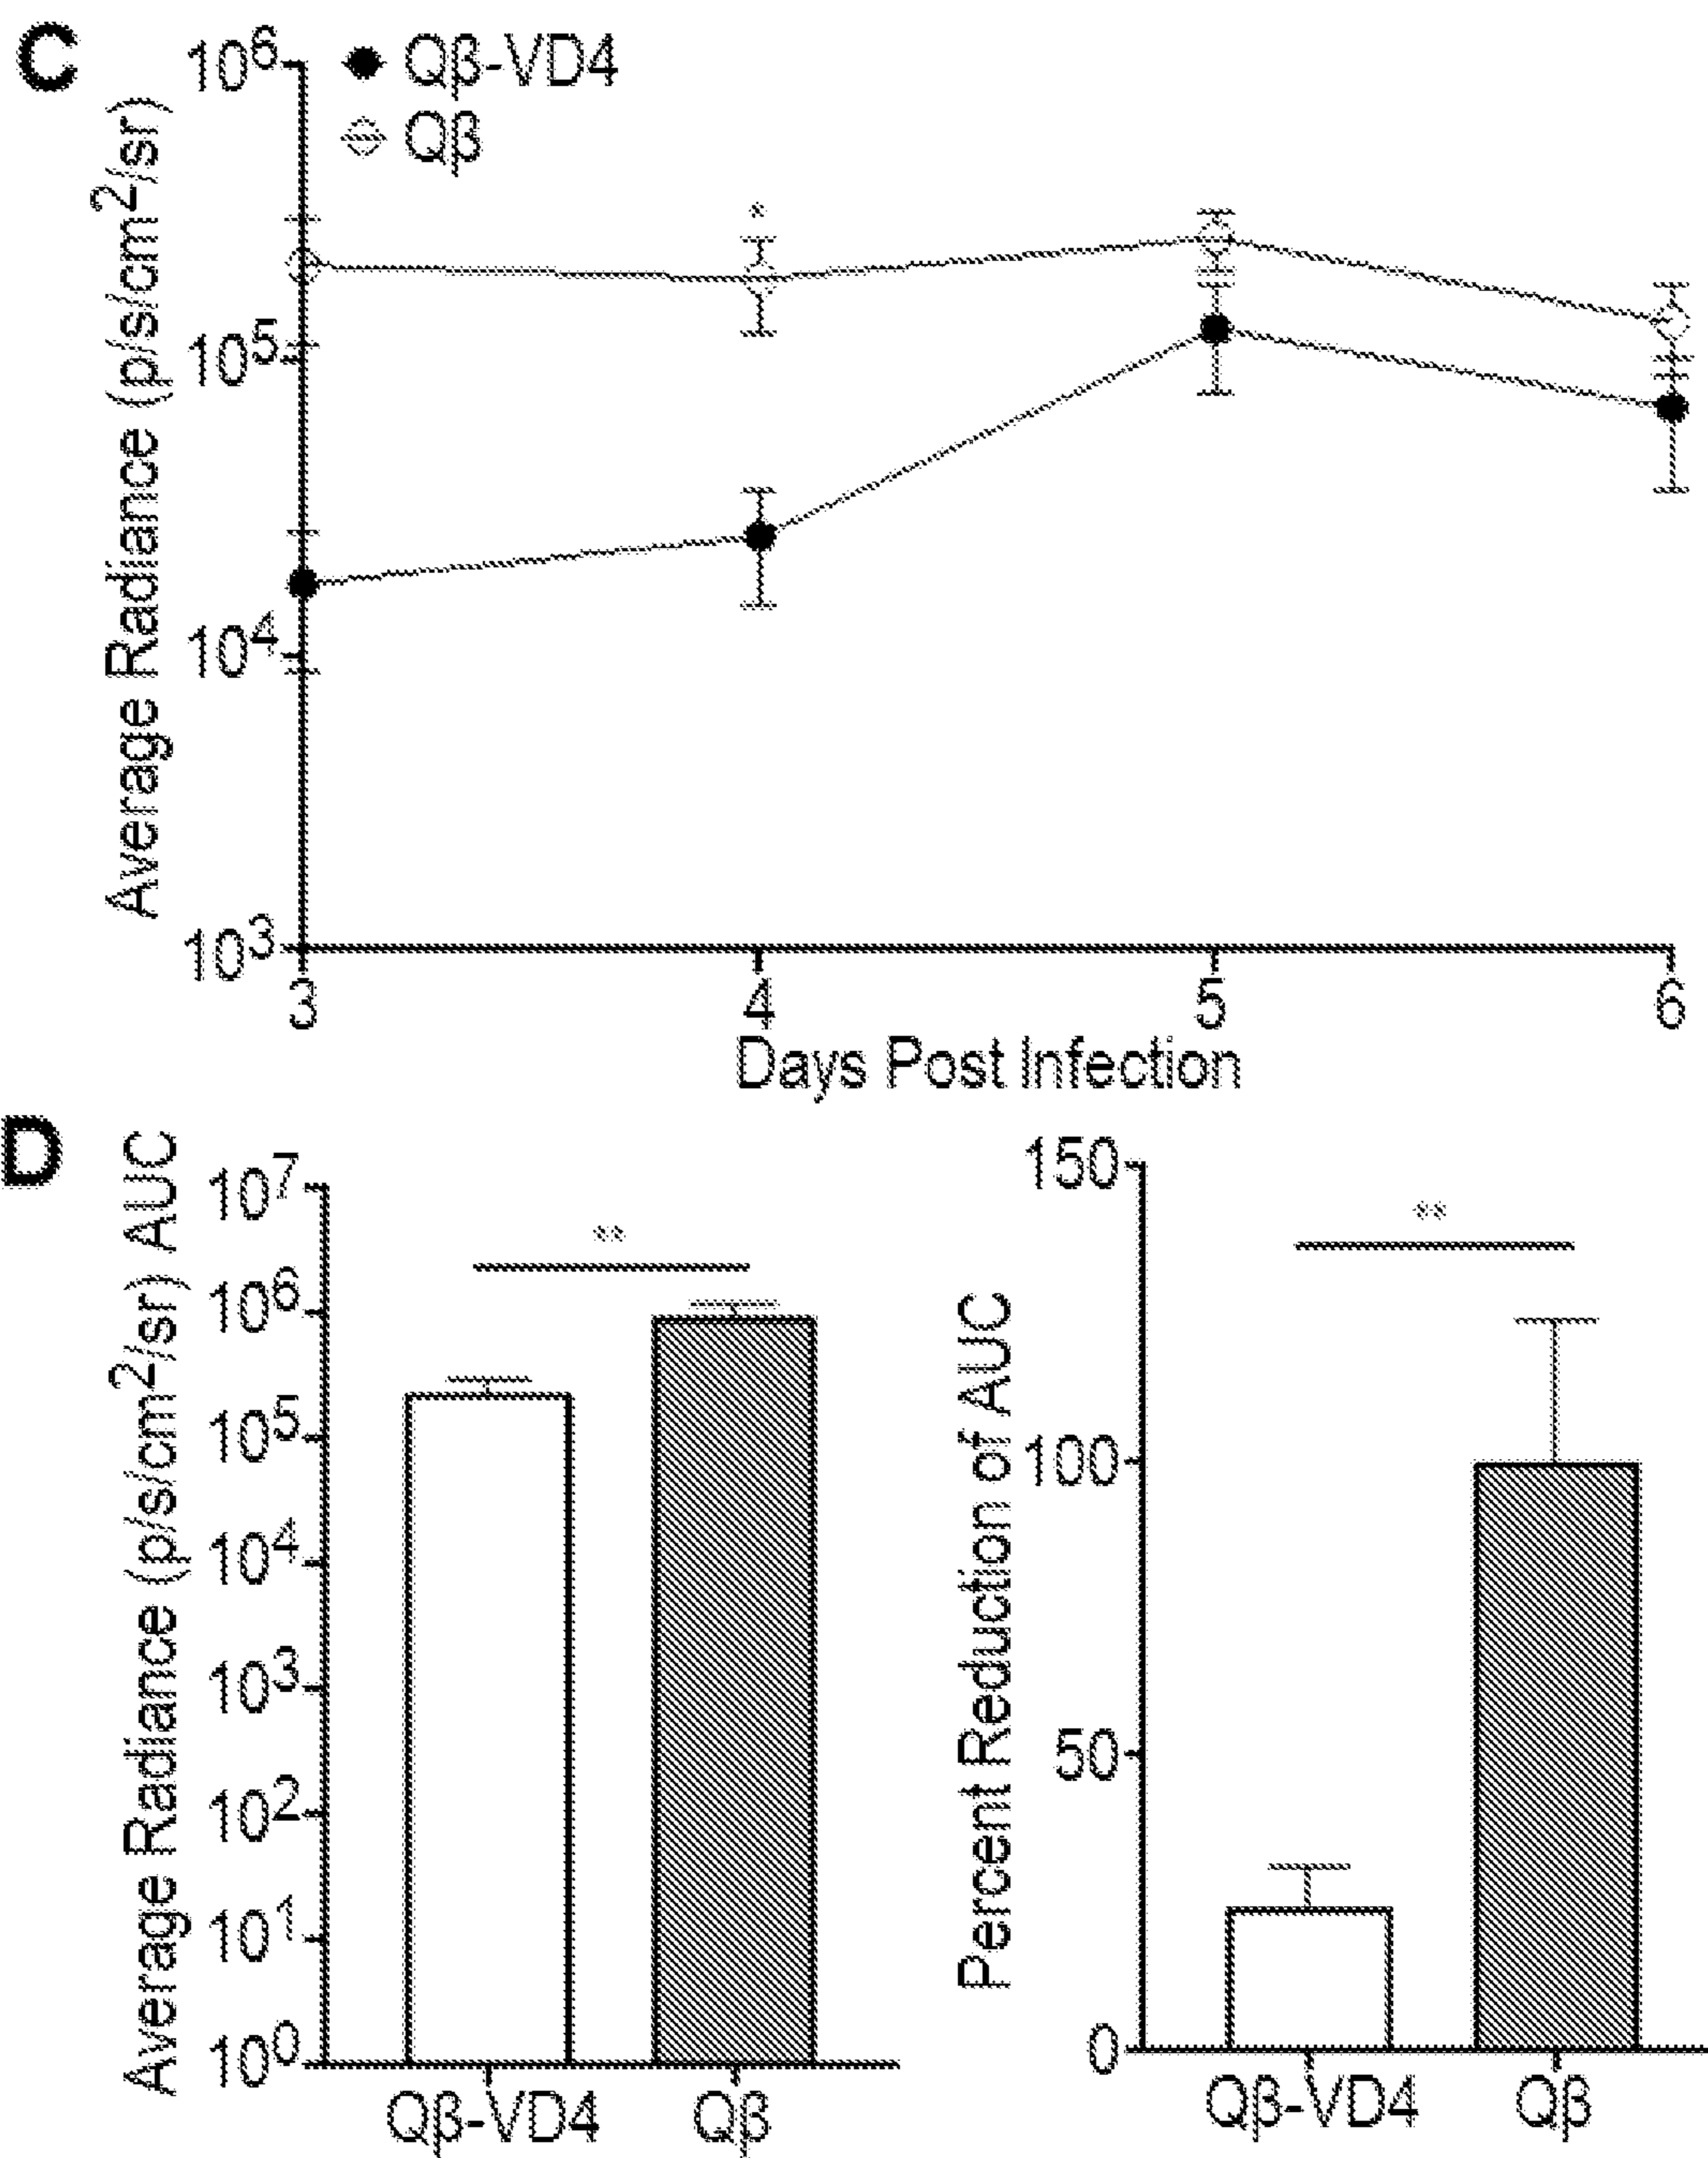 C
Average Radiance (p/s/cm²/sr)
10⁶
10⁵
10⁴
10³
Qβ-VD4
Qβ
*
3 4 5 6
Days Post Infection
D
Average Radiance (p/s/cm²/sr) AUC
10⁷
10⁶
10⁵
10⁴
10³
10²
10¹
10⁰
**
Qβ-VD4 Qβ
Percent Reduction of AUC
150
100
50
0
**
Qβ-VD4 Qβ